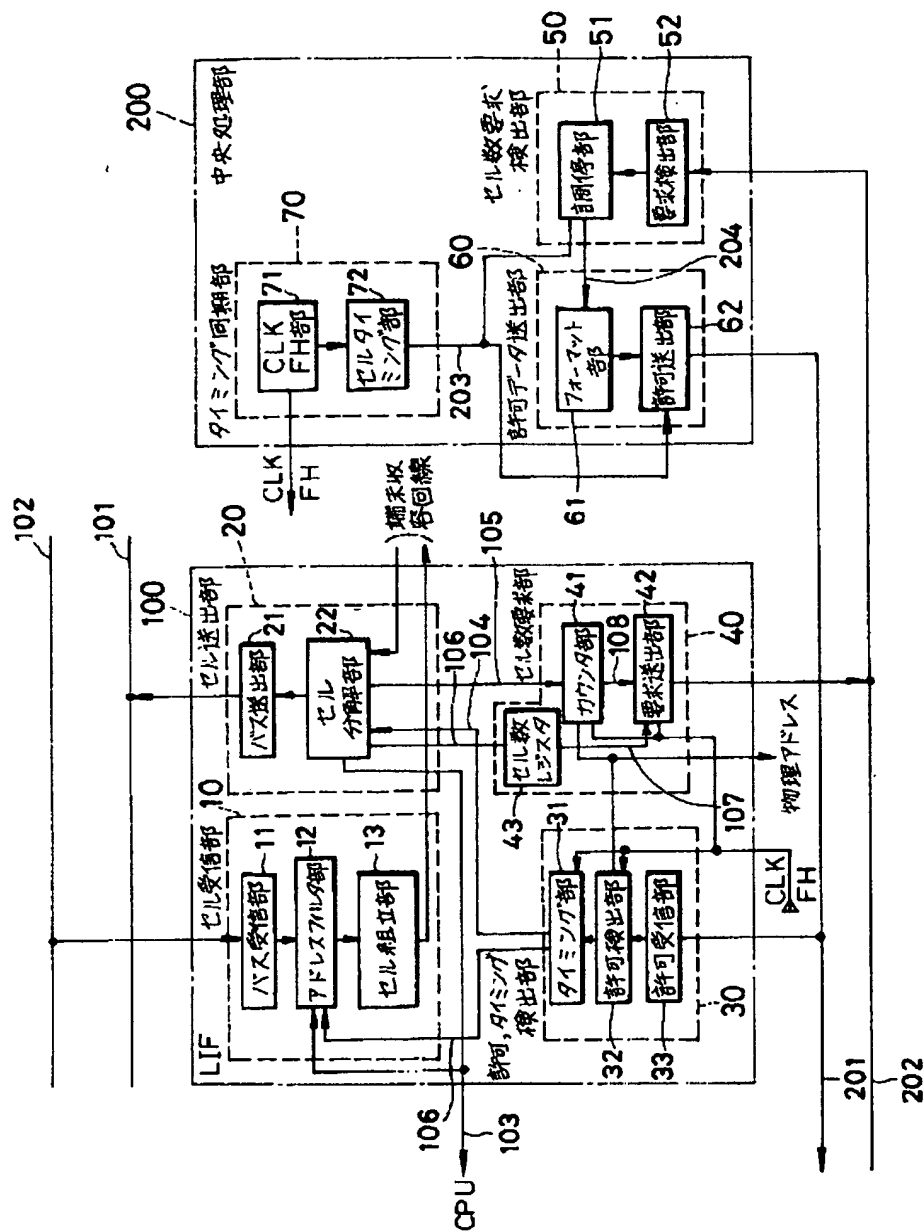 102
101
LIF
セル受信部
10
バス受信部
11
アドレスフィルタ部
12
セル組立部
13
セル送出部
100
20
バス送出部
21
セル
分解部
22
(端末収
容回線)
106
104
105
106
103
CPU
許可,タイミング
検出部
30
タイミング部
31
許可検出部
32
許可受信部
33
セル数要求部
40
カウンタ部
41
108
要求送出部
42
セル数
レジスタ
43
107
物理アドレス
CLK
FH
201
202
200
中央処理部
タイミング同期部
70
CLK
FH部
71
セルタイ
ミング部
72
CLK
FH
203
セル数要求
検出部
50
調停部
51
要求検出部
52
許可データ送出部
60
204
フォーマット
部
61
許可送出部
62